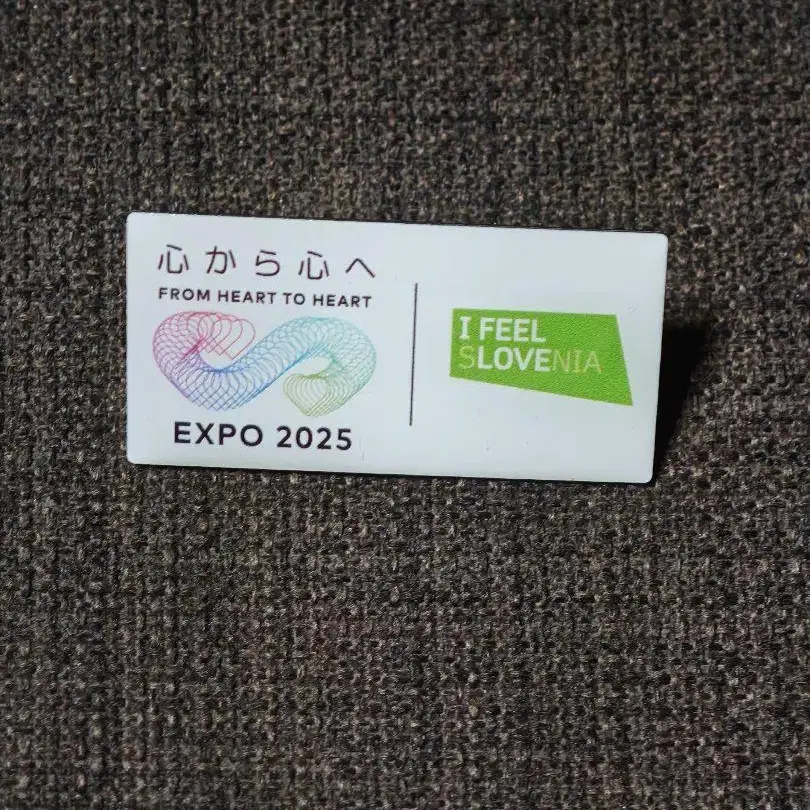 心から心へ
FROM HEART TO HEART
EXPO 2025
I FEEL
SLOVENIA